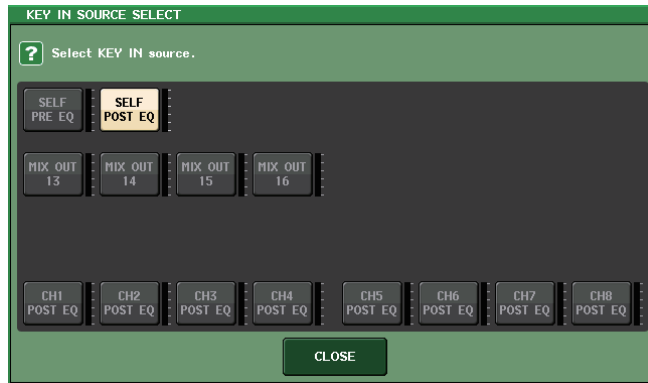 KEY IN SOURCE SELECT
? Select KEY IN source.
SELF PRE EQ
SELF POST EQ
MIX OUT 13
MIX OUT 14
MIX OUT 15
MIX OUT 16
CH1 POST EQ
CH2 POST EQ
CH3 POST EQ
CH4 POST EQ
CH5 POST EQ
CH6 POST EQ
CH7 POST EQ
CH8 POST EQ
CLOSE